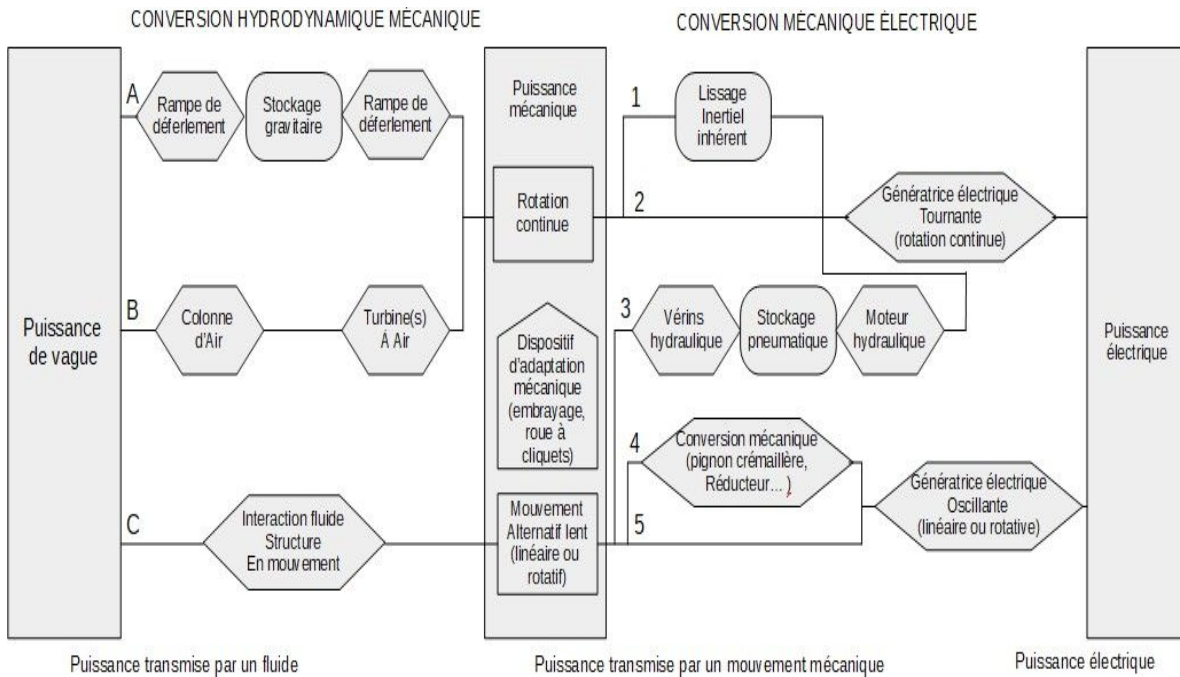 CONVERSION HYDRODYNAMIQUE MÉCANIQUE
CONVERSION MÉCANIQUE ÉLECTRIQUE
Puissance
de vague
A
Rampe de
déferlement
Stockage
gravitaire
Rampe de
déferlement
B
Colonne
d'Air
Turbine(s)
À Air
C
Interaction fluide
Structure
En mouvement
Puissance
mécanique
Rotation
continue
Dispositif
d'adaptation
mécanique
(embrayage,
roue à
cliquets)
Mouvement
Alternatif lent
(linéaire ou
rotatif)
1
Lissage
Inertiel
inhérent
2
Génératrice électrique
Tournante
(rotation continue)
3
Vérins
hydraulique
Stockage
pneumatique
Moteur
hydraulique
4
Conversion mécanique
(pignon crémaillère,
Réducteur... )
5
Génératrice électrique
Oscillante
(linéaire ou rotative)
Puissance
électrique
Puissance transmise par un fluide
Puissance transmise par un mouvement mécanique
Puissance électrique